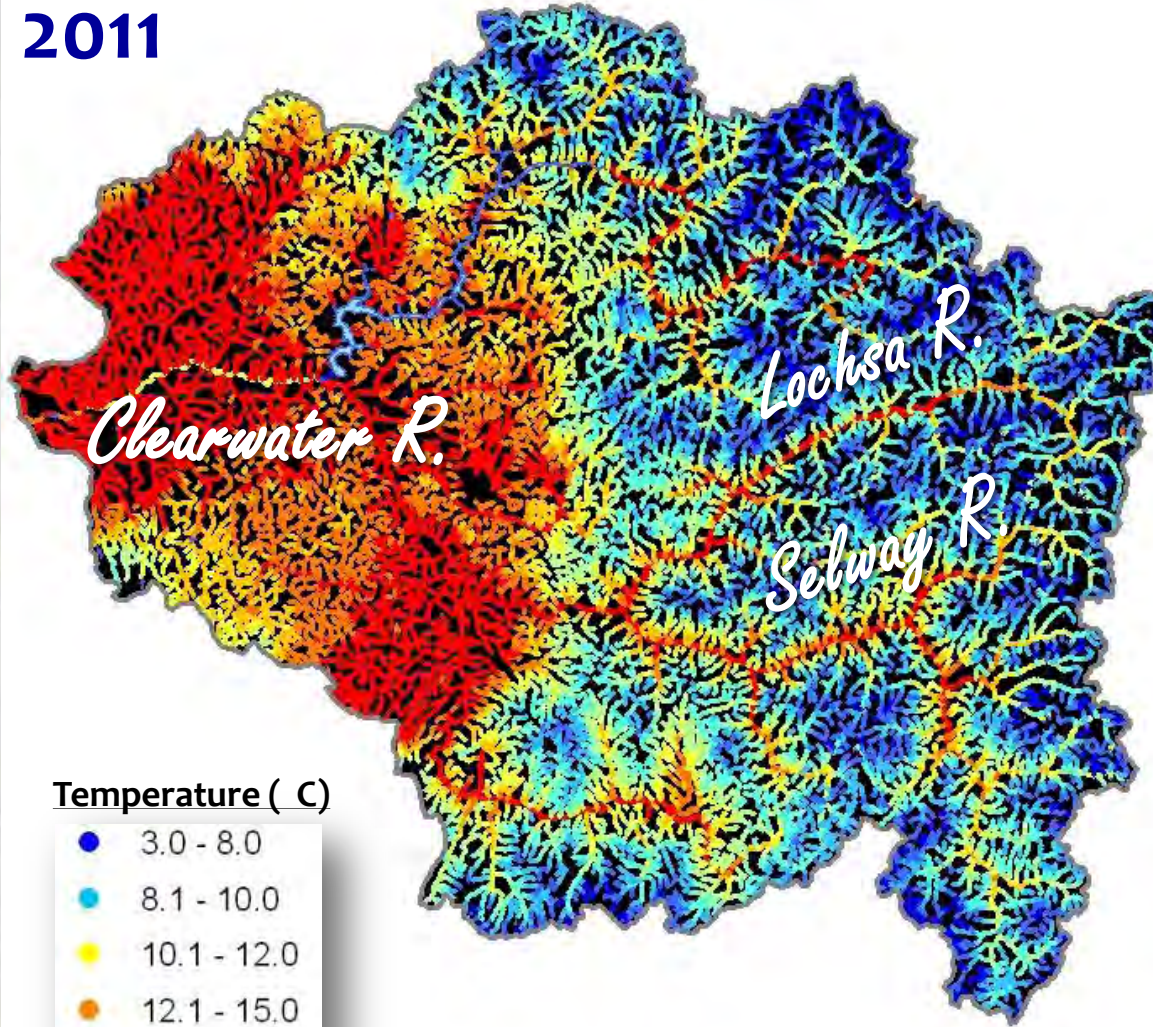 2011
Lochsa R.
Clearwater R.
Selway R.
Temperature ( C)
3.0 - 8.0
8.1 - 10.0
10.1 - 12.0
12.1 - 15.0